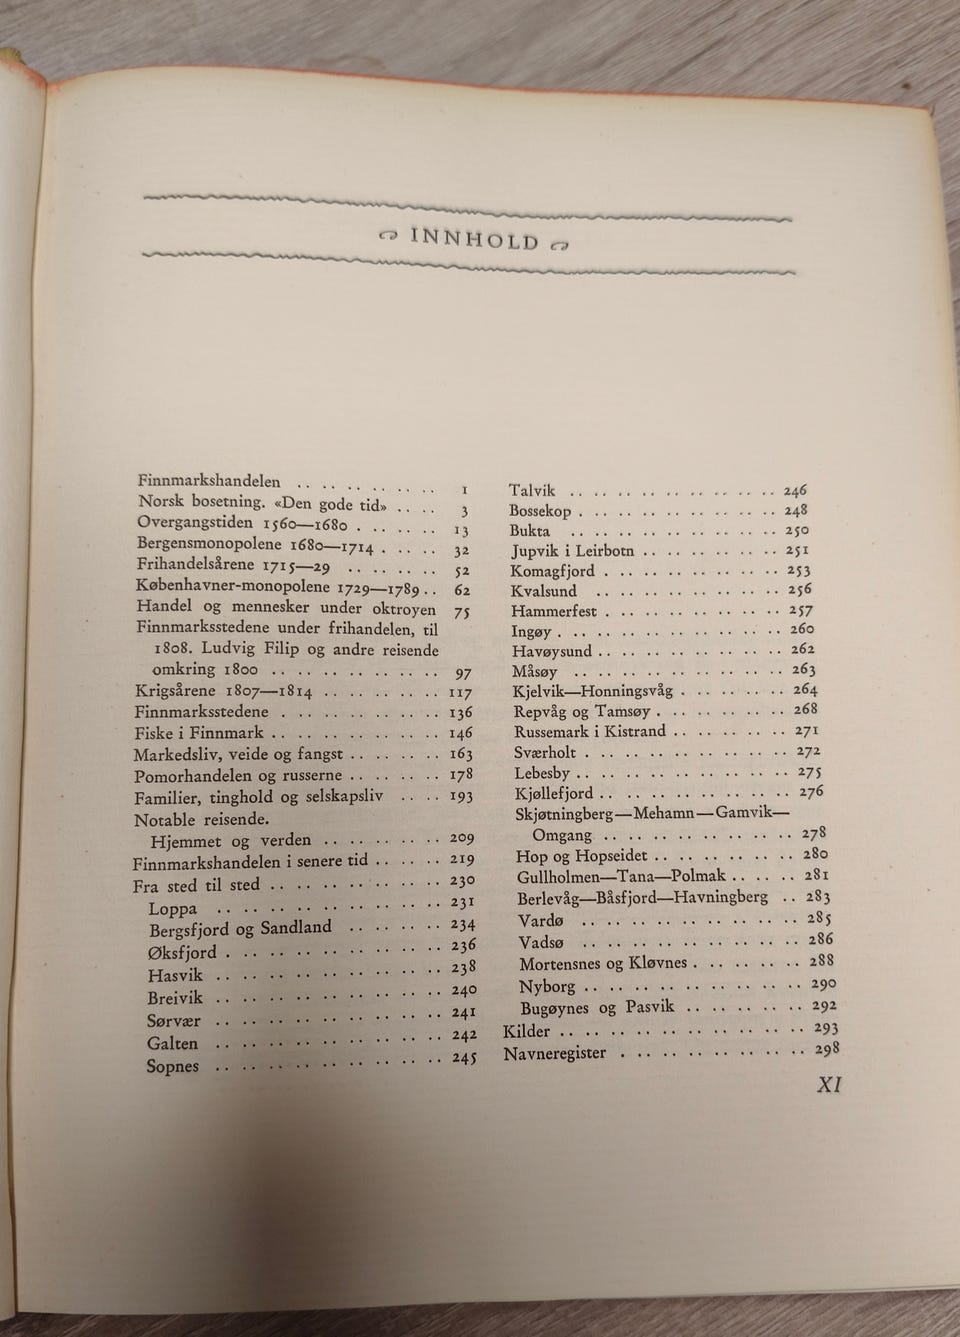 INNHOLD
Finnmarkshandelen .. .. .. .. .. .. .. .. 1
Norsk bosetning. «Den gode tid» .. .. 3
Overgangstiden 1560—1680 . .. .. .. 13
Bergensmonopolene 1680—1714 . .. .. .. 32
Frihandelsårene 1715—29 .. .. .. .. .. 52
Københavner-monopolene 1729—1789 .. 62
Handel og mennesker under oktroyen 75
Finnmarksstedene under frihandelen, til
1808. Ludvig Filip og andre reisende
omkring 1800 .. .. .. .. .. .. .. .. .. 97
Krigsårene 1807—1814 .. .. .. .. .. .. 117
Finnmarksstedene . .. .. .. .. .. .. .. 136
Fiske i Finnmark .. .. .. .. .. .. .. .. 146
Markedsliv, veide og fangst .. .. .. .. .. 163
Pomorhandelen og russerne .. .. .. .. .. 178
Familier, tinghold og selskapsliv .. .. 193
Notable reisende.
Hjemmet og verden .. .. .. .. .. .. 209
Finnmarkshandelen i senere tid .. .. .. .. 219
Fra sted til sted .. .. .. .. .. .. .. .. 230
Loppa .. .. .. .. .. .. .. .. .. .. .. 231
Bergsfjord og Sandland .. .. .. .. .. 234
Øksfjord . .. .. .. .. .. .. .. .. .. .. 236
Hasvik .. .. .. .. .. .. .. .. .. .. .. 238
Breivik .. .. .. .. .. .. .. .. .. .. .. 240
Sørvær .. .. .. .. .. .. .. .. .. .. .. 241
Galten .. .. .. .. .. .. .. .. .. .. .. 242
Sopnes .. .. .. .. .. .. .. .. .. .. .. 245
Talvik .. .. .. .. .. .. .. .. .. .. .. 246
Bossekop . .. .. .. .. .. .. .. .. .. .. 248
Bukta .. .. .. .. .. .. .. .. .. .. .. 250
Jupvik i Leirbotn .. .. .. .. .. .. .. 251
Komagfjord . .. .. .. .. .. .. .. .. .. 253
Kvalsund .. .. .. .. .. .. .. .. .. .. 256
Hammerfest . .. .. .. .. .. .. .. .. .. 257
Ingøy . .. .. .. .. .. .. .. .. .. .. .. 260
Havøysund .. .. .. .. .. .. .. .. .. .. 262
Måsøy .. .. .. .. .. .. .. .. .. .. .. 263
Kjelvik—Honningsvåg . .. .. .. .. .. 264
Repvåg og Tamsøy . .. .. .. .. .. .. 268
Russemark i Kistrand .. .. .. .. .. .. 271
Sværholt . .. .. .. .. .. .. .. .. .. .. 272
Lebesby .. .. .. .. .. .. .. .. .. .. .. 275
Kjøllefjord .. .. .. .. .. .. .. .. .. .. 276
Skjøtningberg—Mehamn—Gamvik—
Omgang .. .. .. .. .. .. .. .. .. .. 278
Hop og Hopseidet .. .. .. .. .. .. .. 280
Gullholmen—Tana—Polmak .. .. .. .. 281
Berlevåg—Båsfjord—Havningberg .. 283
Vardø .. .. .. .. .. .. .. .. .. .. .. 285
Vadsø .. .. .. .. .. .. .. .. .. .. .. 286
Mortensnes og Kløvnes . .. .. .. .. .. 288
Nyborg .. .. .. .. .. .. .. .. .. .. .. 290
Bugøynes og Pasvik .. .. .. .. .. .. 292
Kilder .. .. .. .. .. .. .. .. .. .. .. .. 293
Navneregister . .. .. .. .. .. .. .. .. .. 298
XI